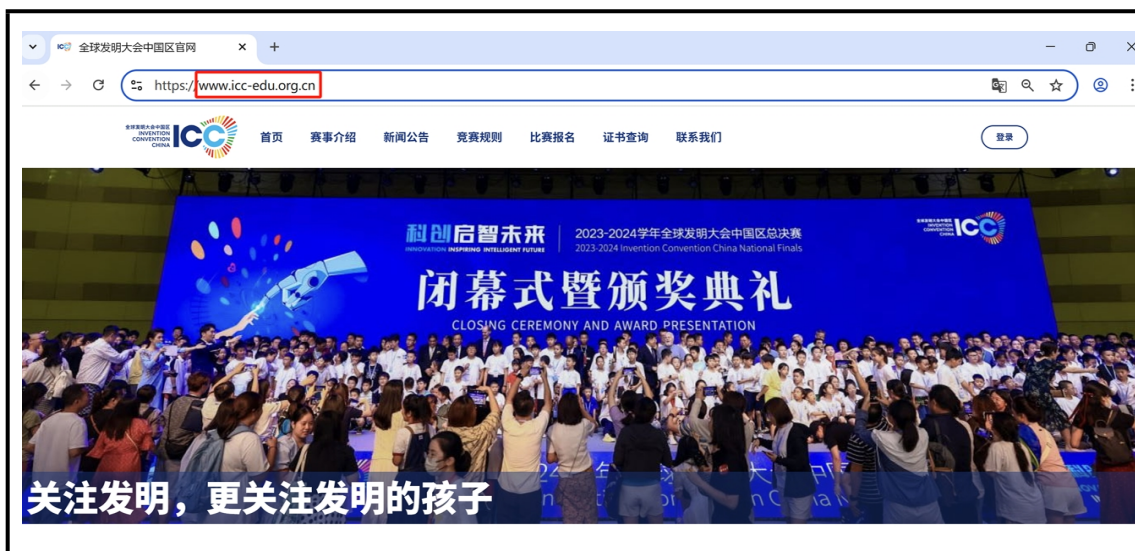 全球发明大会中国区官网
https://www.icc-edu.org.cn
全球发明大会中国区
INVENTION
CONVENTION
CHINA
ICC
首页 赛事介绍 新闻公告 竞赛规则 比赛报名 证书查询 联系我们
登录
科创启智未来
INNOVATION INSPIRING INTELLIGENT FUTURE
2023-2024学年全球发明大会中国区总决赛
2023-2024 Invention Convention China National Finals
全球发明大会中国区
INVENTION
CONVENTION
CHINA
ICC
闭幕式暨颁奖典礼
CLOSING CEREMONY AND AWARD PRESENTATION
关注发明，更关注发明的孩子